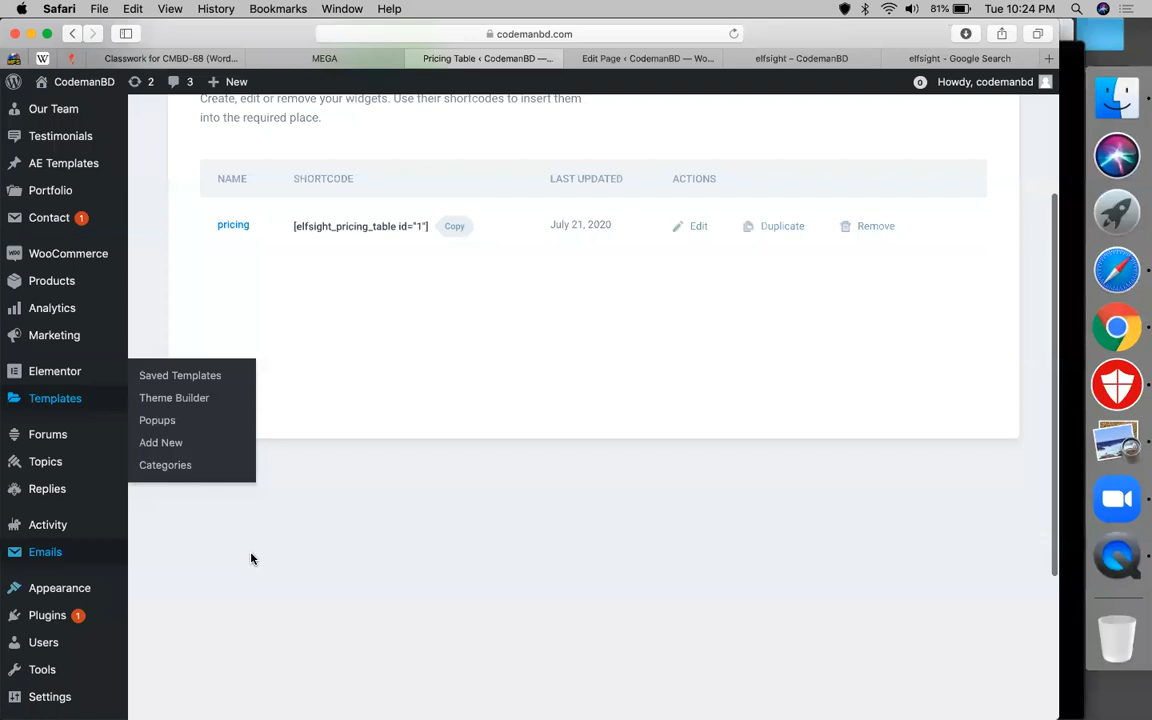 Safari File Edit View History Bookmarks Window Help 81% Tue 10:24 PM
codemanbd.com
W Classwork for CMBD-68 (Word... MEGA Pricing Table ‹ CodemanBD —... Edit Page ‹ CodemanBD — Wo... elfsight – CodemanBD elfsight - Google Search
CodemanBD 2 3 + New 0 Howdy, codemanbd
Our Team
Testimonials
AE Templates
Portfolio
Contact 1
WooCommerce
Products
Analytics
Marketing
Elementor
Templates
Forums
Topics
Replies
Activity
Emails
Appearance
Plugins 1
Users
Tools
Settings
Saved Templates
Theme Builder
Popups
Add New
Categories
Create, edit or remove your widgets. Use their shortcodes to insert them
into the required place.
NAME SHORTCODE LAST UPDATED ACTIONS
pricing [elfsight_pricing_table id="1"] Copy July 21, 2020 Edit Duplicate Remove